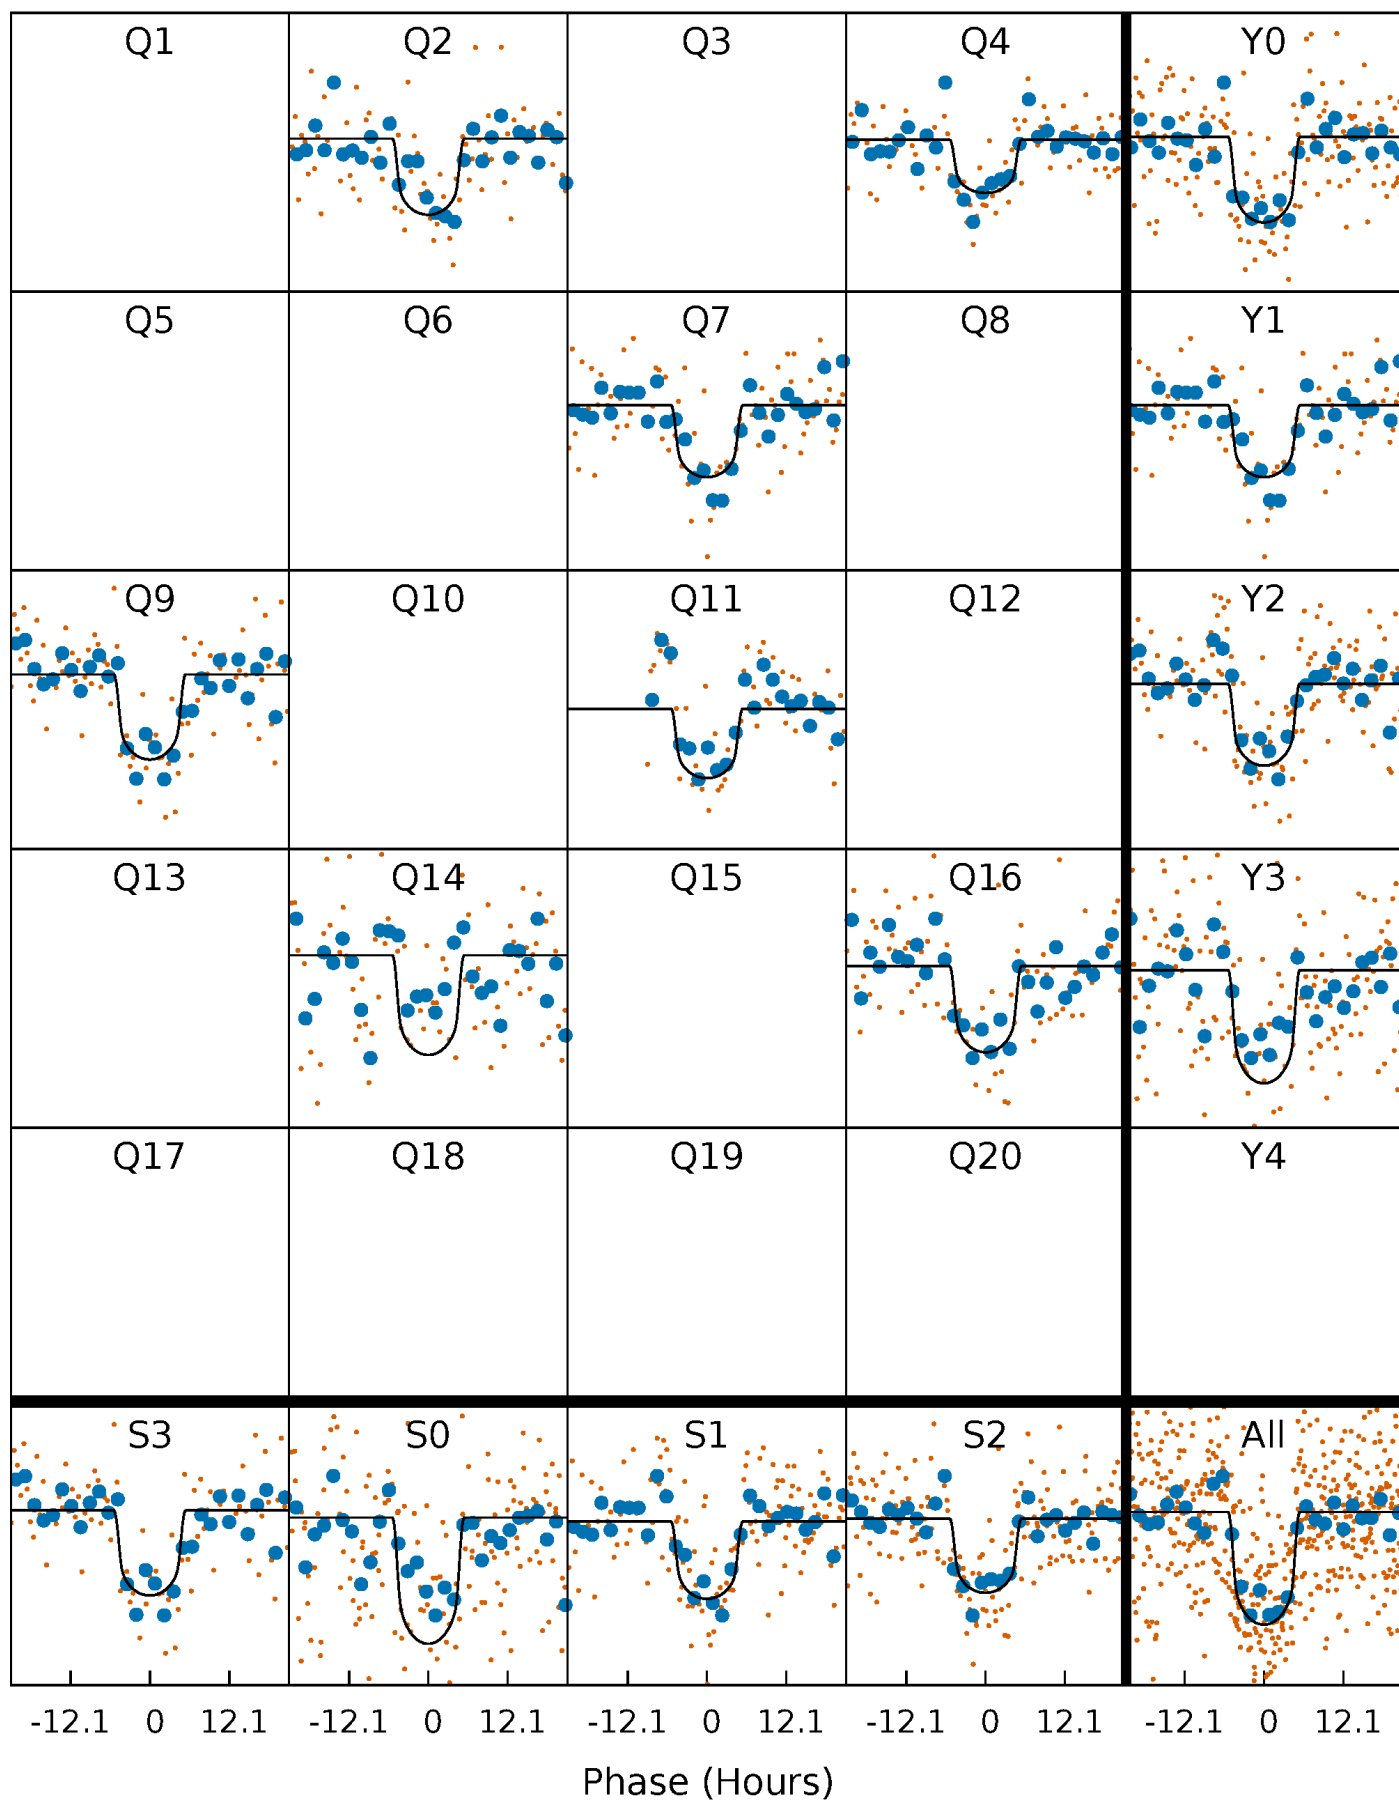 Q1 Q2 Q3 Q4 Y0
Q5 Q6 Q7 Q8 Y1
Q9 Q10 Q11 Q12 Y2
Q13 Q14 Q15 Q16 Y3
Q17 Q18 Q19 Q20 Y4
S3 S0 S1 S2 All
-12.1 0 12.1 -12.1 0 12.1 -12.1 0 12.1 -12.1 0 12.1 -12.1 0 12.1
Phase (Hours)